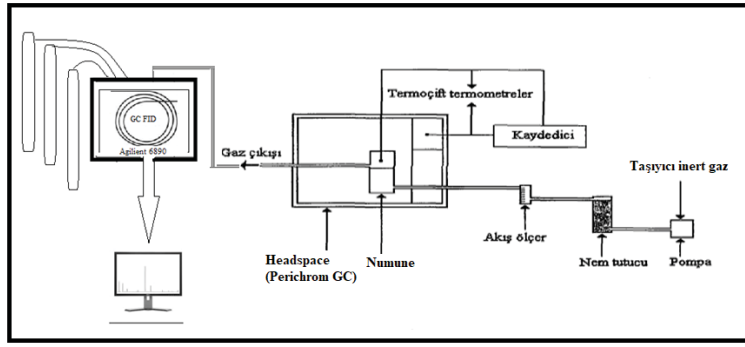 GC FID
Agilient 6890
Gaz çıkışı
Termoçift termometreler
Kaydedici
Taşıyıcı inert gaz
Headspace
(Perichrom GC)
Numune
Akış ölçer
Nem tutucu
Pompa